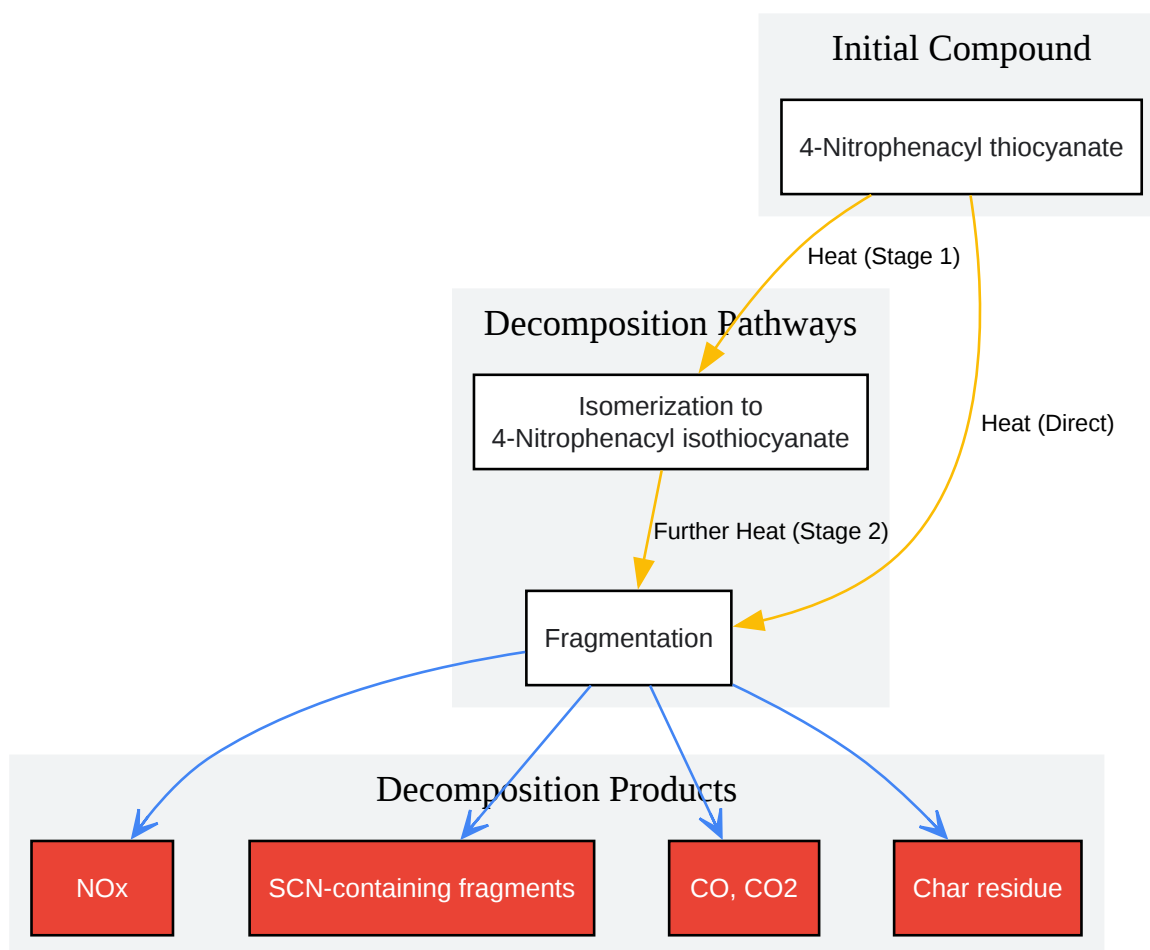 Initial Compound
4-Nitrophenacyl thiocyanate
Heat (Stage 1)
Decomposition Pathways
Isomerization to
4-Nitrophenacyl isothiocyanate
Heat (Direct)
Further Heat (Stage 2)
Fragmentation
Decomposition Products
NOx
SCN-containing fragments
CO, CO2
Char residue